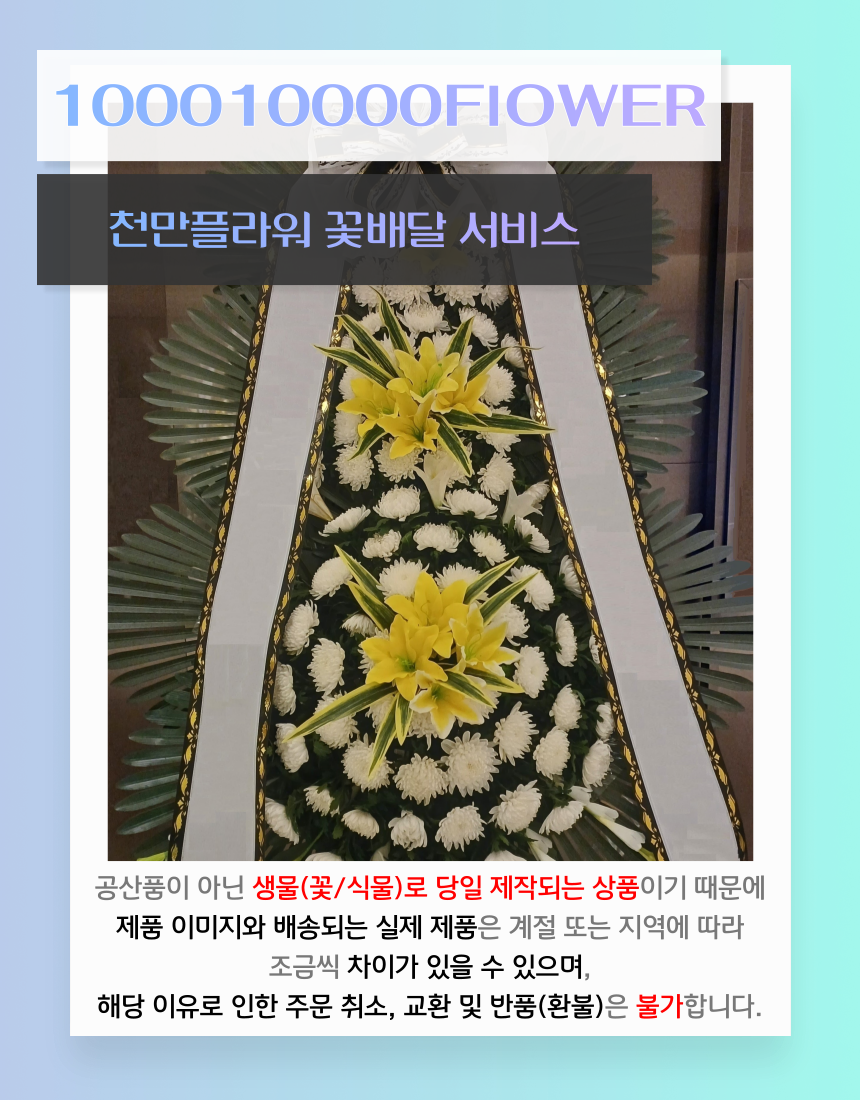 100010000FIOWER
천만플라워 꽃배달 서비스
공산품이 아닌 생물(꽃/식물)로 당일 제작되는 상품이기 때문에
제품 이미지와 배송되는 실제 제품은 계절 또는 지역에 따라
조금씩 차이가 있을 수 있으며,
해당 이유로 인한 주문 취소, 교환 및 반품(환불)은 불가합니다.